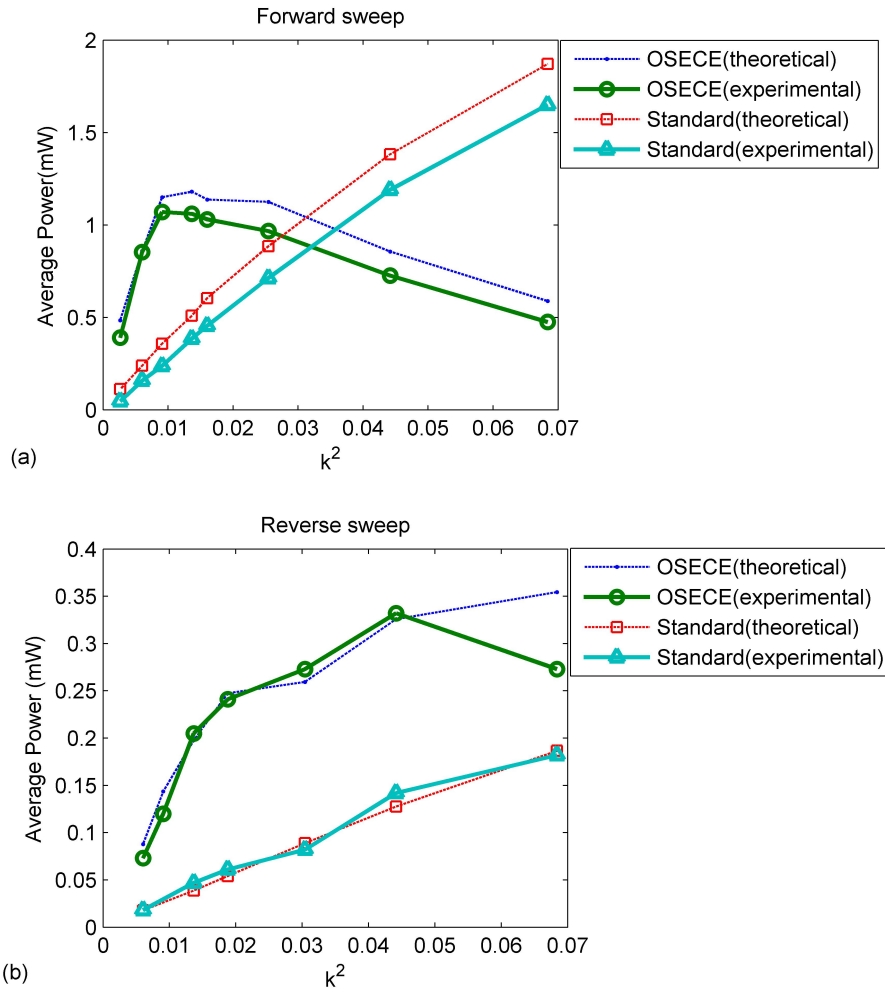 Forward sweep
2
1.5
1
0.5
0
Average Power(mW)
0 0.01 0.02 0.03 0.04 0.05 0.06 0.07
k²
OSECE(theoretical)
OSECE(experimental)
Standard(theoretical)
Standard(experimental)
(a)
Reverse sweep
0.4
0.35
0.3
0.25
0.2
0.15
0.1
0.05
0
Average Power (mW)
0 0.01 0.02 0.03 0.04 0.05 0.06 0.07
k²
OSECE(theoretical)
OSECE(experimental)
Standard(theoretical)
Standard(experimental)
(b)